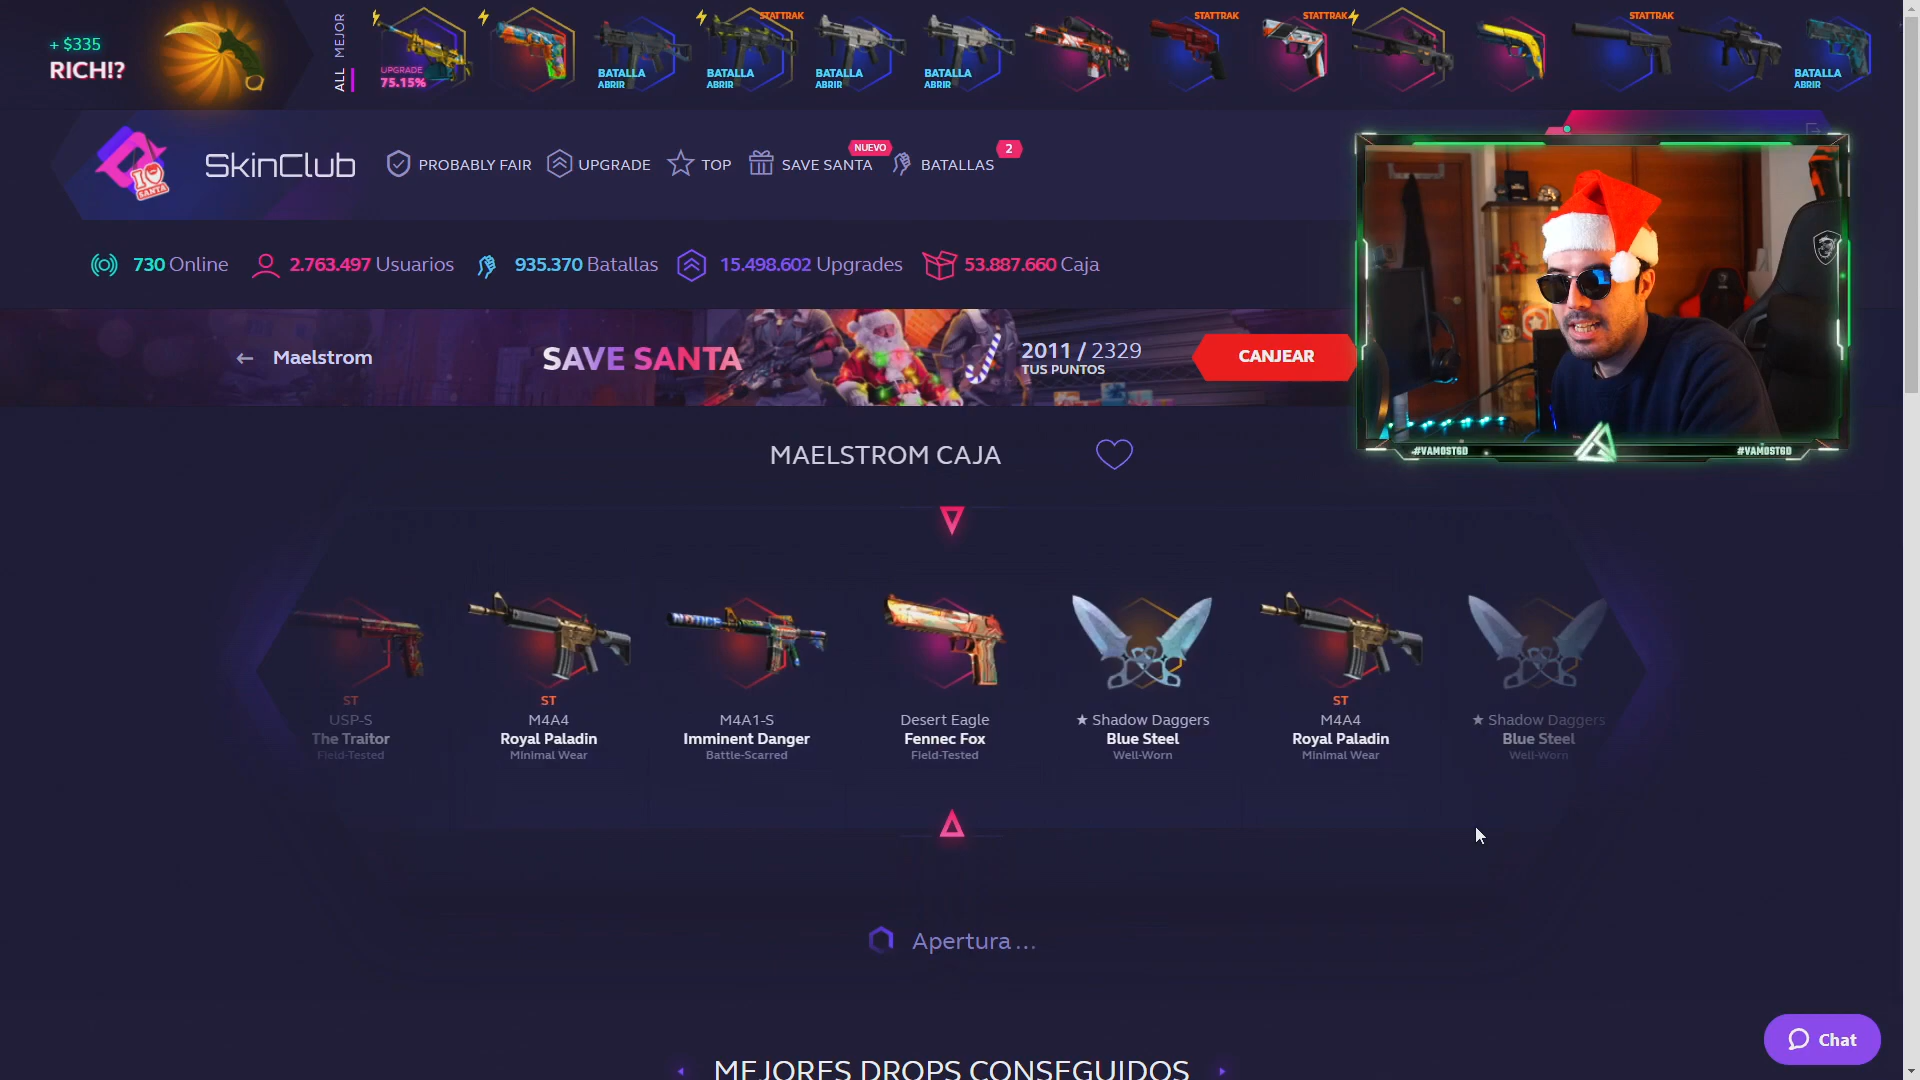 + $335
RICH!?
ALL MEJOR
UPGRADE
75.15%
BATALLA
ABRIR
STATTRAK
BATALLA
ABRIR
BATALLA
ABRIR
BATALLA
ABRIR
STATTRAK
STATTRAK
STATTRAK
BATALLA
ABRIR
SkinClub
SANTA
PROBABLY FAIR
UPGRADE
TOP
SAVE SANTA
NUEVO
BATALLAS
2
730 Online
2.763.497 Usuarios
935.370 Batallas
15.498.602 Upgrades
53.887.660 Caja
← Maelstrom
SAVE SANTA
2011 / 2329
TUS PUNTOS
CANJEAR
#VAMOSTGD
#VAMOSTGD
MAELSTROM CAJA
ST
USP-S
The Traitor
Field-Tested
ST
M4A4
Royal Paladin
Minimal Wear
M4A1-S
Imminent Danger
Battle-Scarred
Desert Eagle
Fennec Fox
Field-Tested
★ Shadow Daggers
Blue Steel
Well-Worn
ST
M4A4
Royal Paladin
Minimal Wear
★ Shadow Daggers
Blue Steel
Well-Worn
Apertura...
MEJORES DROPS CONSEGUIDOS
Chat